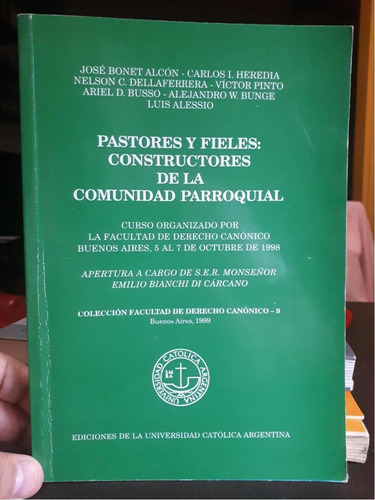 JOSÉ BONET ALCÓN - CARLOS I. HEREDIA
NELSON C. DELLAFERRERA - VÍCTOR PINTO
ARIEL D. BUSSO - ALEJANDRO W. BUNGE
LUIS ALESSIO
PASTORES Y FIELES:
CONSTRUCTORES
DE LA
COMUNIDAD PARROQUIAL
CURSO ORGANIZADO POR
LA FACULTAD DE DERECHO CANÓNICO
BUENOS AIRES, 5 AL 7 DE OCTUBRE DE 1998
APERTURA A CARGO DE S.E.R. MONSEÑOR
EMILIO BIANCHI DI CÁRCANO
COLECCIÓN FACULTAD DE DERECHO CANÓNICO – 9
Buenos Aires, 1999
UNIVERSIDAD CATOLICA ARGENTINA
EDICIONES DE LA UNIVERSIDAD CATÓLICA ARGENTINA